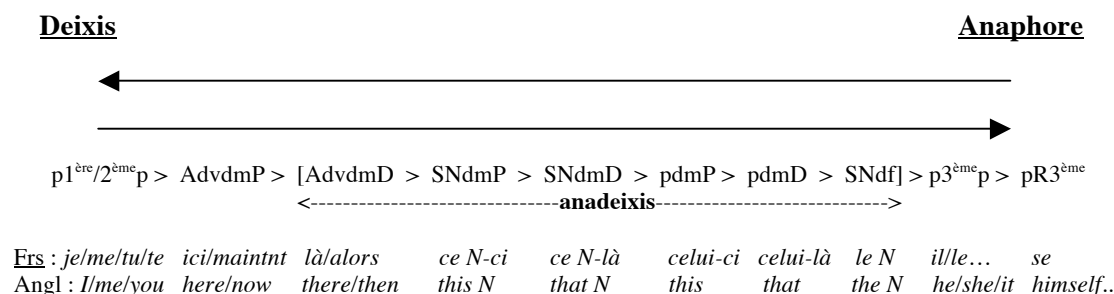 Deixis Anaphore
p1ère/2èmep > AdvdmP > [AdvdmD > SNdmP > SNdmD > pdmP > pdmD > SNdf] > p3èmep > pR3ème
<-----------------------------anadeixis--------------------------->
Frs : je/me/tu/te ici/maintnt là/alors ce N-ci ce N-là celui-ci celui-là le N il/le… se
Angl : I/me/you here/now there/then this N that N this that the N he/she/it himself..